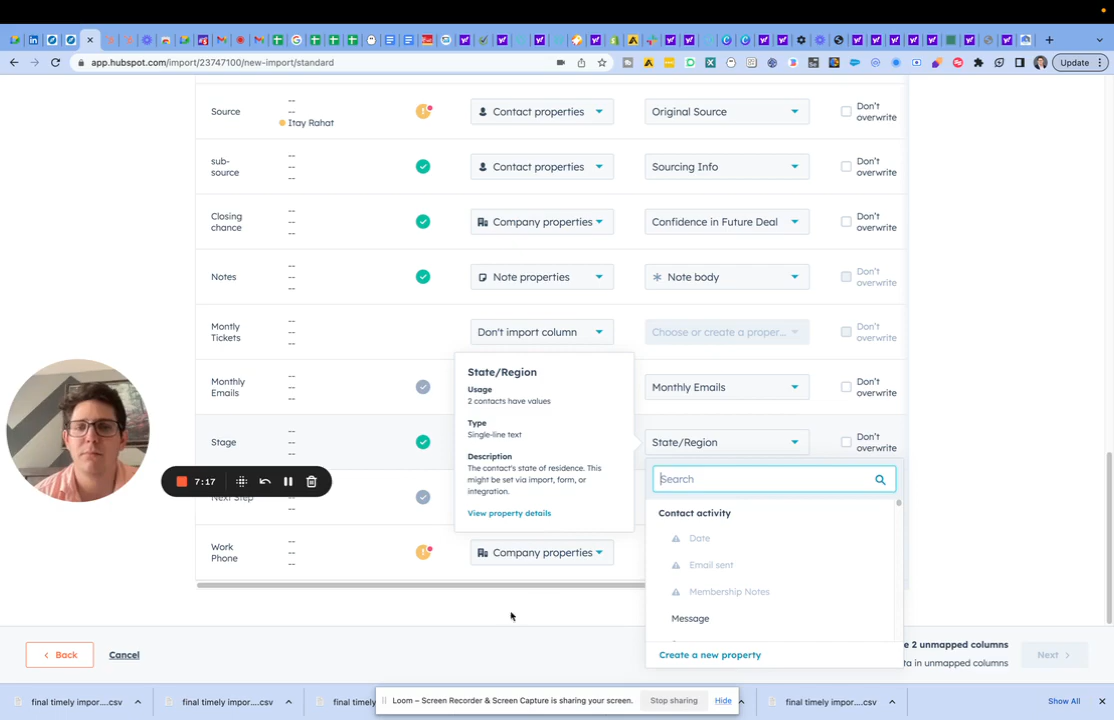 app.hubspot.com/import/23747100/new-import/standard
Update
Source
--
--
Itay Rahat
Contact properties
Original Source
Don't
overwrite
sub-
source
--
--
--
Contact properties
Sourcing Info
Don't
overwrite
Closing
chance
--
--
--
Company properties
Confidence in Future Deal
Don't
overwrite
Notes
--
--
--
Note properties
Note body
Don't
overwrite
Montly
Tickets
--
--
--
Don't import column
Choose or create a proper...
Don't
overwrite
Monthly
Emails
--
--
--
Monthly Emails
Don't
overwrite
Stage
--
--
--
State/Region
Don't
overwrite
State/Region
Usage
2 contacts have values
Type
Single-line text
Description
The contact's state of residence. This
might be set via import, form, or
integration.
View property details
Search
Contact activity
Date
Email sent
Membership Notes
Message
Create a new property
7:17
Next Step
--
--
Work
Phone
--
--
--
Company properties
Back
Cancel
2 unmapped columns
in unmapped columns
Next
final timely impor....csv
final timely impor....csv
final timely
Loom – Screen Recorder & Screen Capture is sharing your screen.
Stop sharing
Hide
final timely impor....csv
Show All